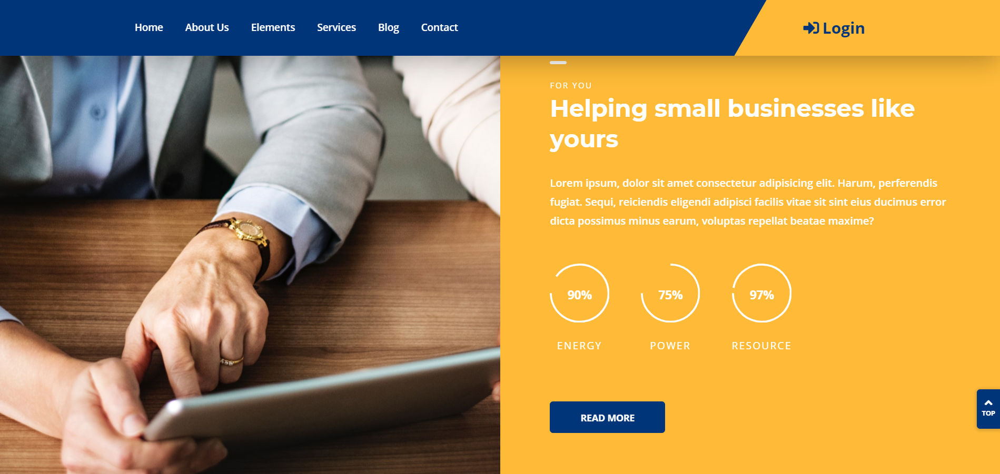 Home About Us Elements Services Blog Contact Login
FOR YOU
Helping small businesses like
yours
Lorem ipsum, dolor sit amet consectetur adipisicing elit. Harum, perferendis
fugiat. Sequi, reiciendis eligendi adipisci facilis vitae sit sint eius ducimus error
dicta possimus minus earum, voluptas repellat beatae maxime?
90% 75% 97%
ENERGY POWER RESOURCE
READ MORE
TOP